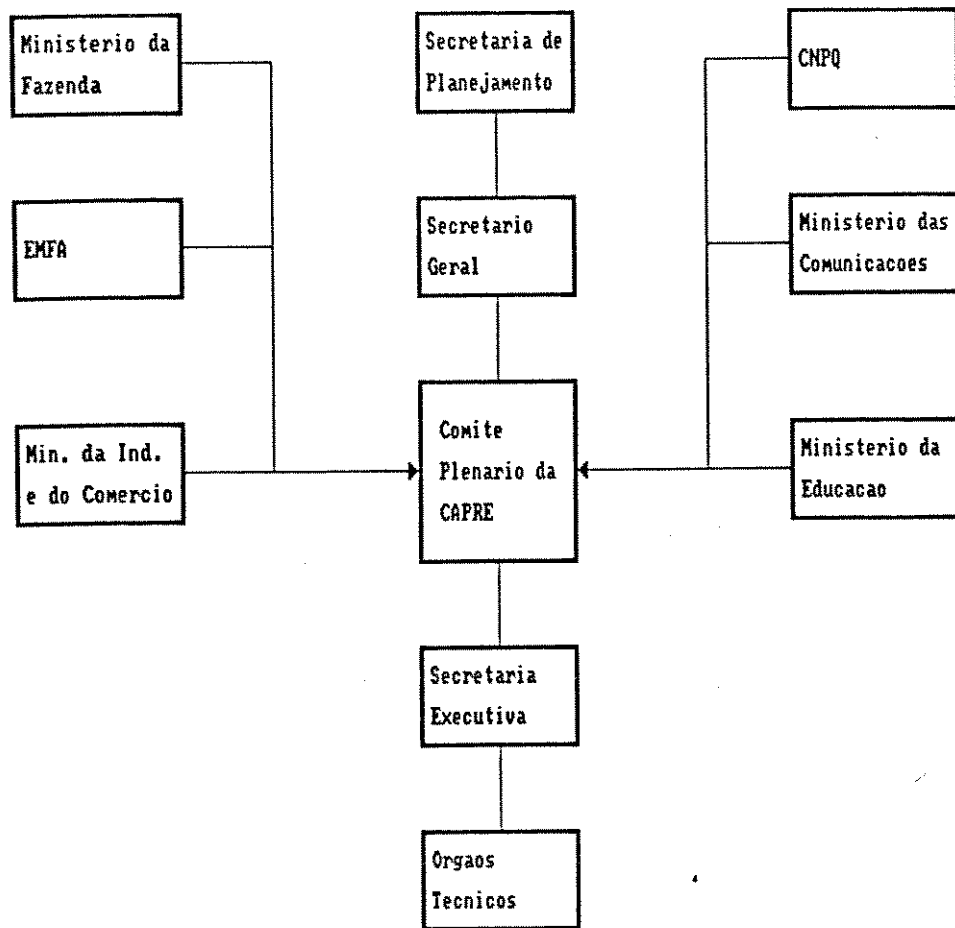 Ministerio da
Fazenda
Secretaria de
Planejamento
CNPQ
EMFA
Secretario
Geral
Ministerio das
Comunicacoes
Min. da Ind.
e do Comercio
Comite
Plenario da
CAPRE
Ministerio da
Educacao
Secretaria
Executiva
Orgaos
Tecnicos